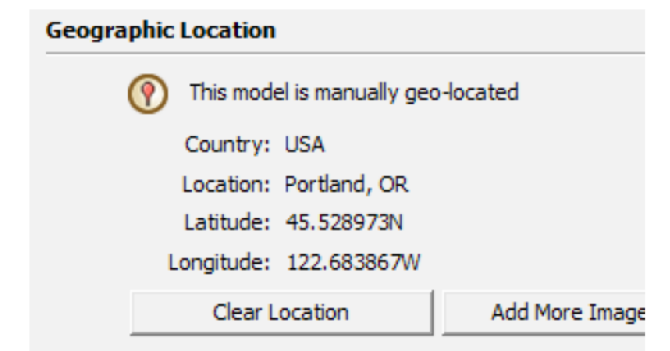 Geographic Location
This model is manually geo-located
Country: USA
Location: Portland, OR
Latitude: 45.528973N
Longitude: 122.683867W
Clear Location Add More Image